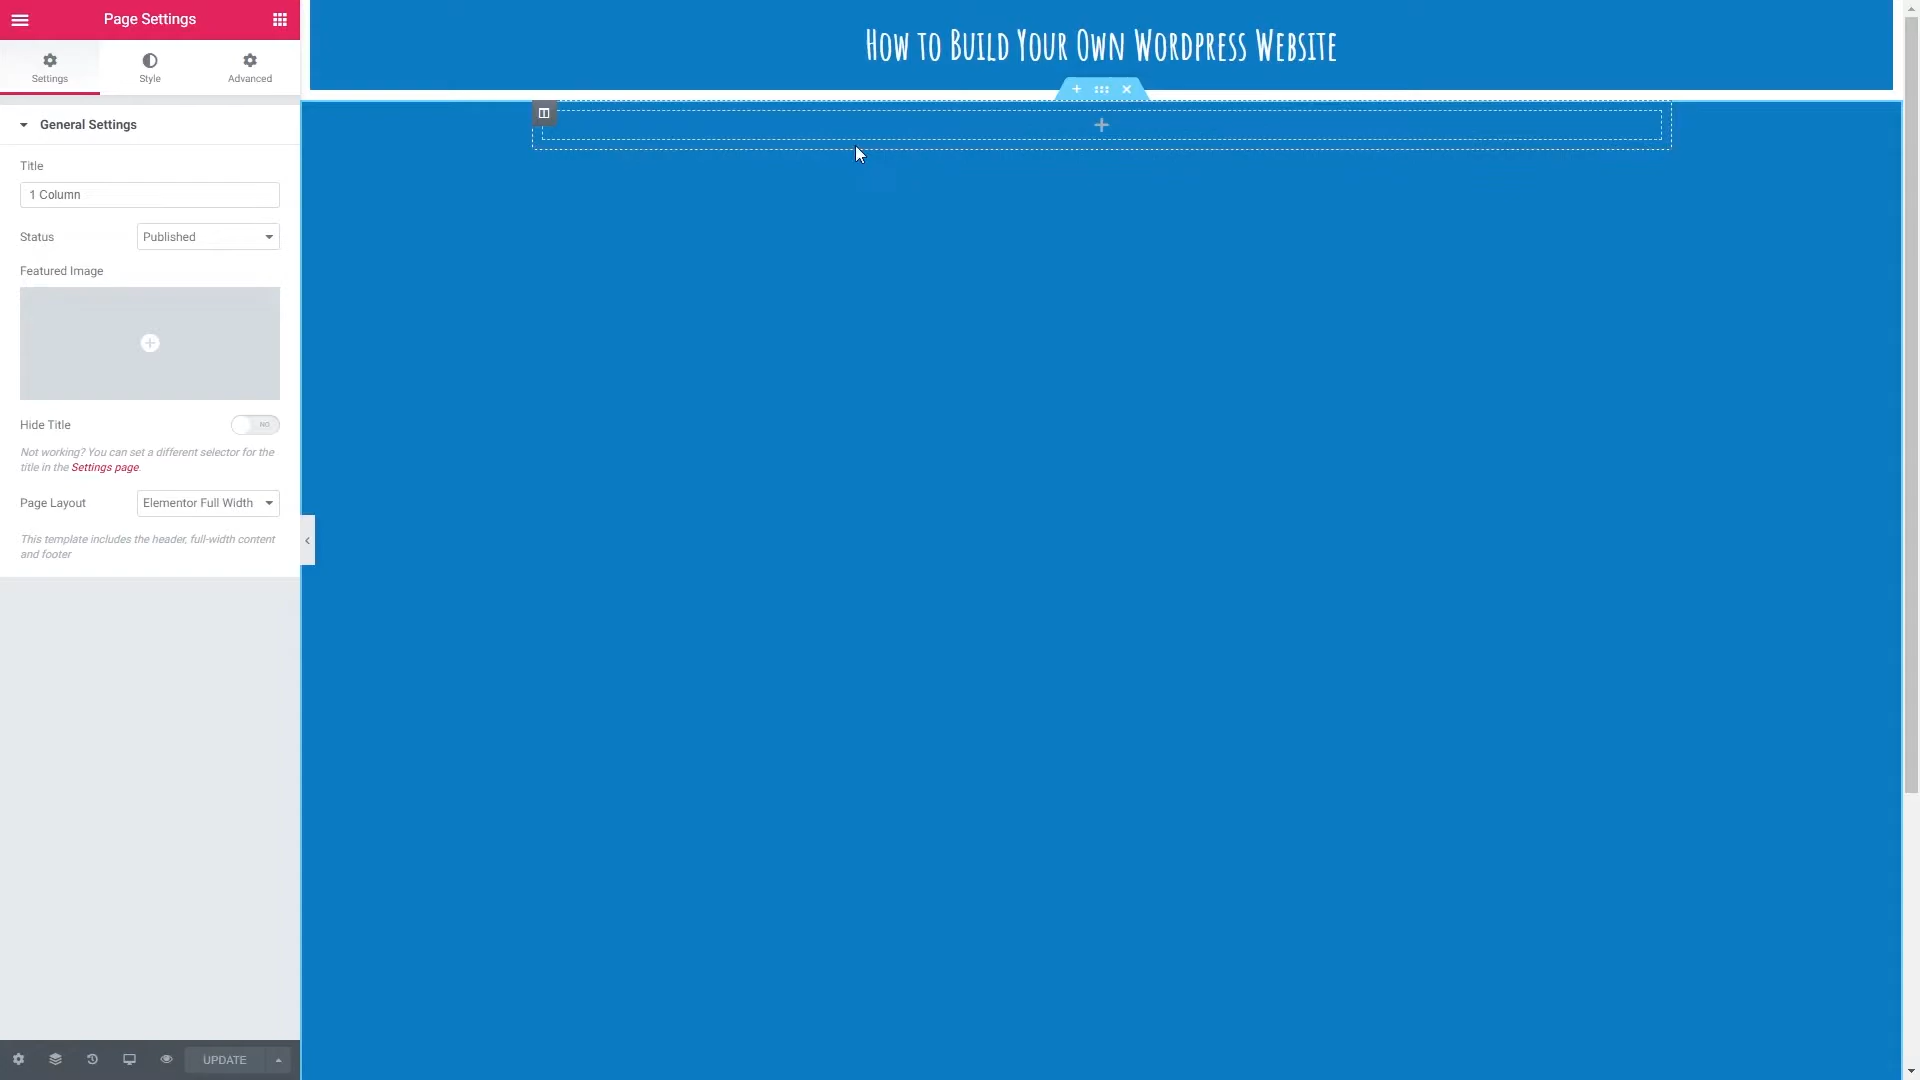 Page Settings
Settings
Style
Advanced
General Settings
Title
1 Column
Status
Published
Featured Image
Hide Title
NO
Not working? You can set a different selector for the
title in the Settings page.
Page Layout
Elementor Full Width
This template includes the header, full-width content
and footer
UPDATE
How to Build Your Own Wordpress Website